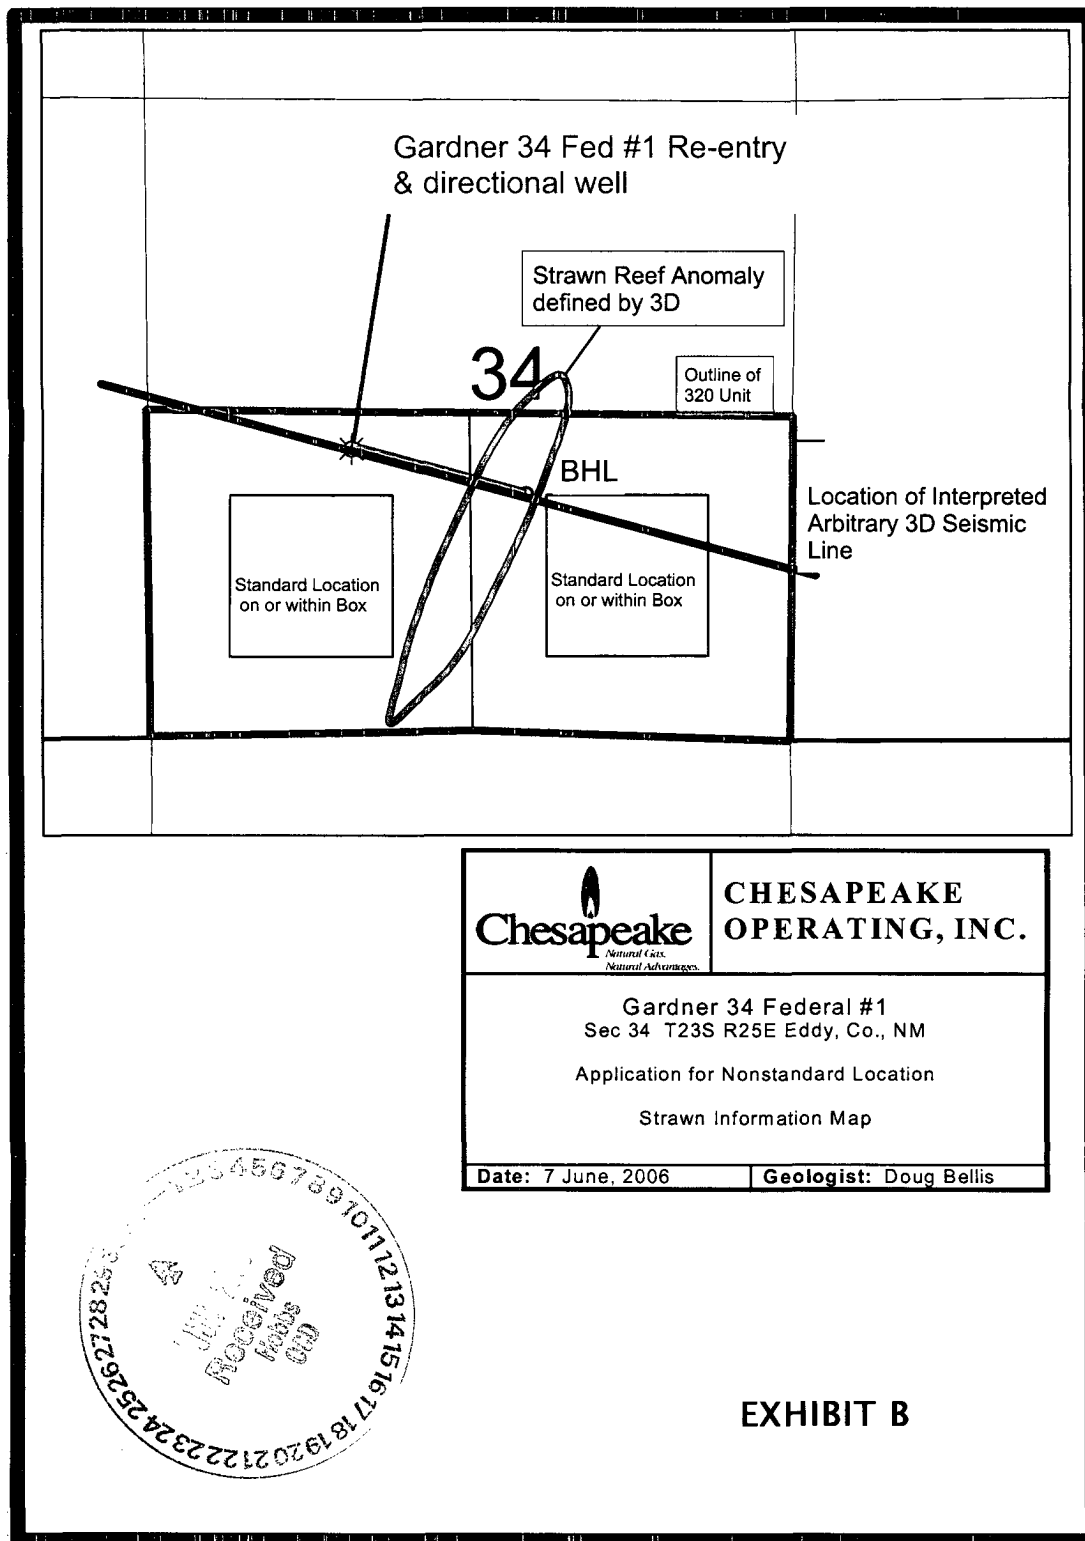 Gardner 34 Fed #1 Re-entry
& directional well
Strawn Reef Anomaly
defined by 3D
34
Outline of
320 Unit
BHL
Location of Interpreted
Arbitrary 3D Seismic
Line
Standard Location
on or within Box
Standard Location
on or within Box
Chesapeake
Natural Gas.
Natural Advantages.
CHESAPEAKE
OPERATING, INC.
Gardner 34 Federal #1
Sec 34 T23S R25E Eddy, Co., NM
Application for Nonstandard Location
Strawn Information Map
Date: 7 June, 2006
Geologist: Doug Bellis
Received
Hobbs
OCD
EXHIBIT B